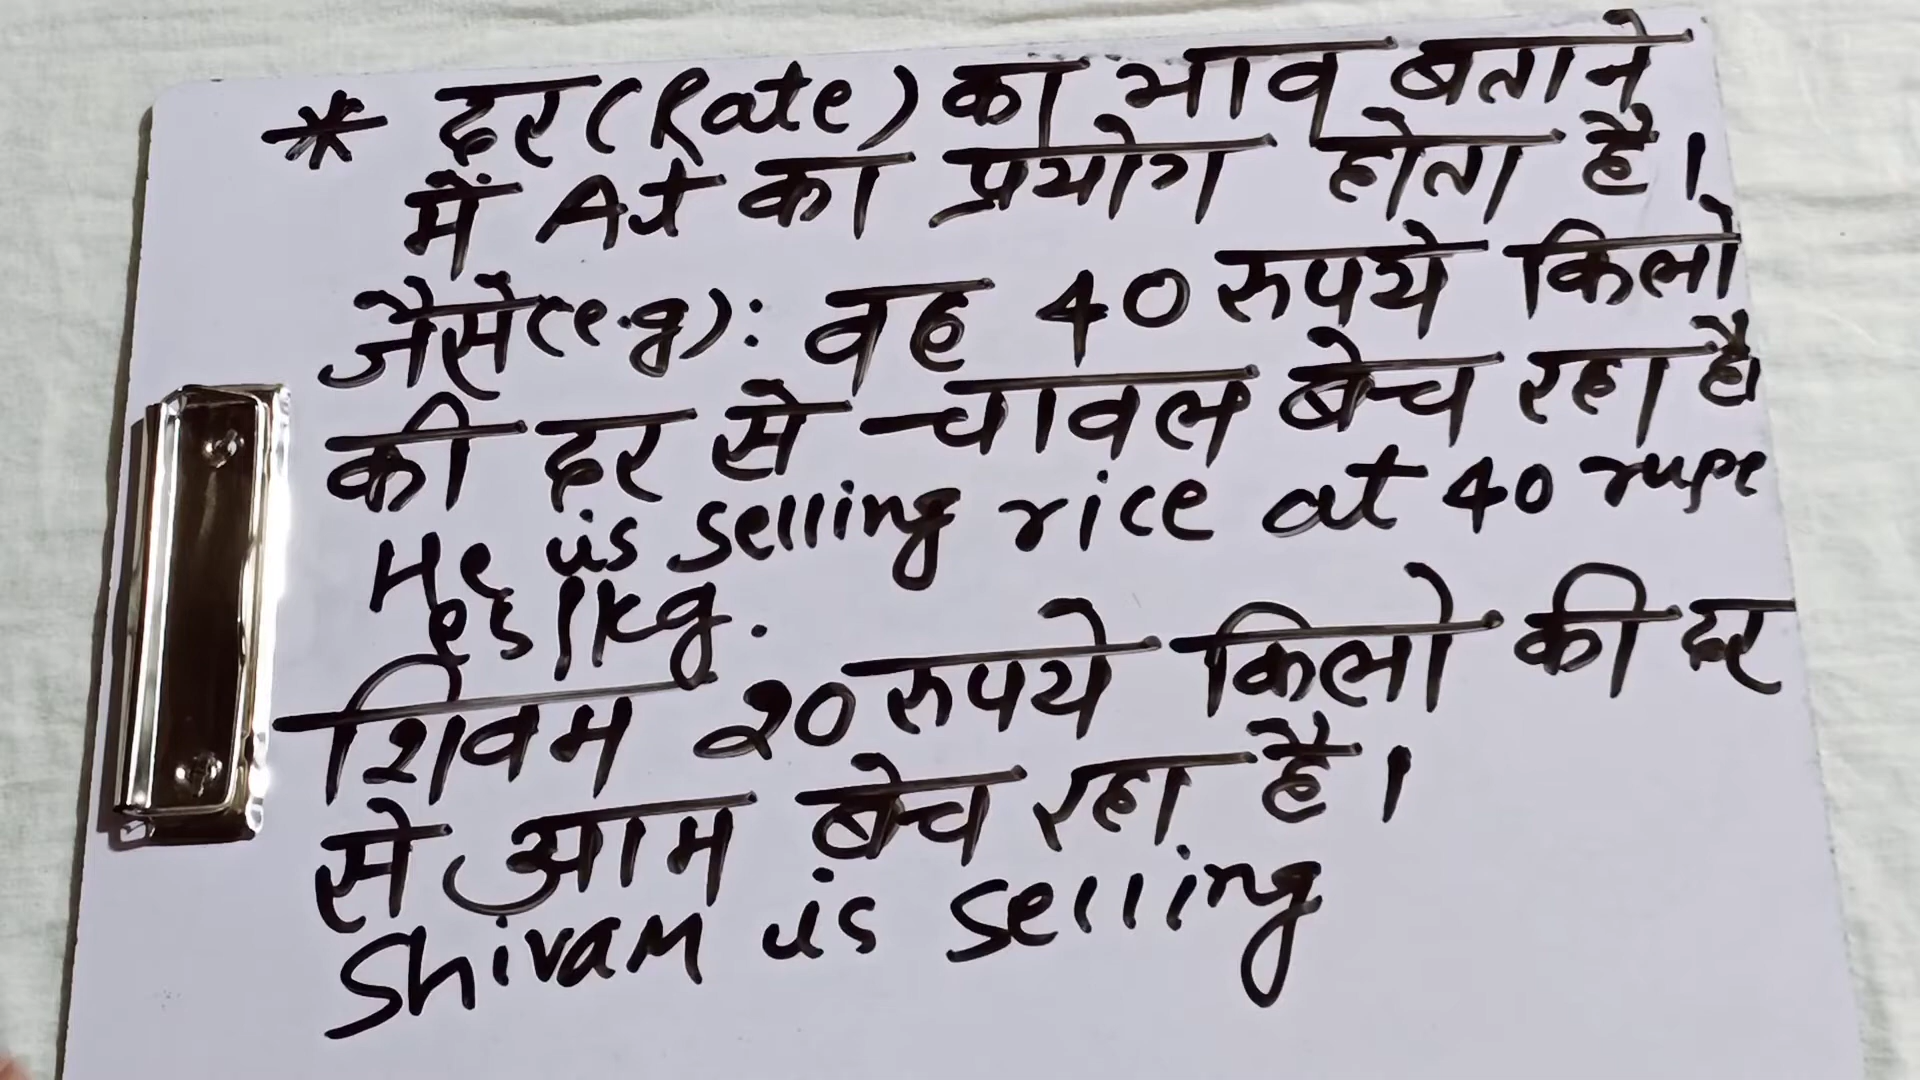 * दर (Rate) का भाव बताने
में At का प्रयोग होता है।
जैसे (e.g): वह 40 रुपये किलो
की दर से चावल बेच रहा है।
He is selling rice at 40 rupe
es/kg.
शिवम 20 रुपये किलो की दर
से आम बेच रहा है।
Shivam is selling